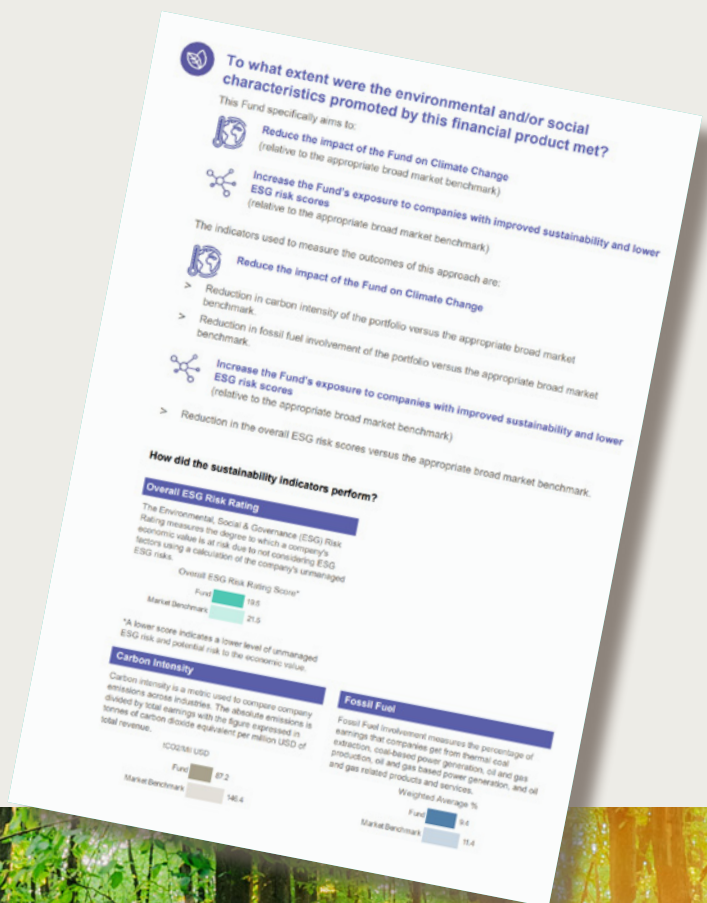 To what extent were the environmental and/or social
characteristics promoted by this financial product met?
This Fund specifically aims to:
Reduce the impact of the Fund on Climate Change
(relative to the appropriate broad market benchmark)
Increase the Fund's exposure to companies with improved sustainability and lower
ESG risk scores
(relative to the appropriate broad market benchmark)
The indicators used to measure the outcomes of this approach are:
Reduce the impact of the Fund on Climate Change
> Reduction in carbon intensity of the portfolio versus the appropriate broad market
benchmark.
> Reduction in fossil fuel involvement of the portfolio versus the appropriate broad market
benchmark.
Increase the Fund's exposure to companies with improved sustainability and lower
ESG risk scores
(relative to the appropriate broad market benchmark)
> Reduction in the overall ESG risk scores versus the appropriate broad market benchmark.
How did the sustainability indicators perform?
Overall ESG Risk Rating
The Environmental, Social & Governance (ESG) Risk
Rating measures the degree to which a company's
economic value is at risk due to not considering ESG
factors using a calculation of the company's unmanaged
ESG risks.
Overall ESG Risk Rating Score*
Fund 19.5
Market Benchmark 21.5
*A lower score indicates a lower level of unmanaged
ESG risk and potential risk to the economic value.
Carbon Intensity
Carbon intensity is a metric used to compare company
emissions across industries. The absolute emissions is
divided by total earnings with the figure expressed in
tonnes of carbon dioxide equivalent per million USD of
total revenue.
tCO2/MI USD
Fund 87.2
Market Benchmark 146.4
Fossil Fuel
Fossil Fuel Involvement measures the percentage of
earnings that companies get from thermal coal
extraction, coal-based power generation, oil and gas
production, oil and gas based power generation, and oil
and gas related products and services.
Weighted Average %
Fund 9.4
Market Benchmark 11.4